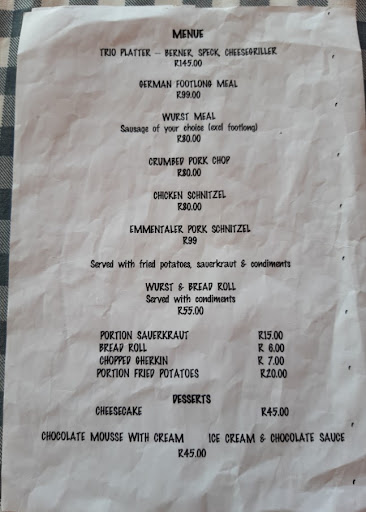 MENUE
TRIO PLATTER – BERNER, SPECK, CHEESEGRILLER
R145.00
GERMAN FOOTLONG MEAL
R99.00
WURST MEAL
Sausage of your choice (excl footlong)
R80.00
CRUMBED PORK CHOP
R80.00
CHICKEN SCHNITZEL
R80.00
EMMENTALER PORK SCHNITZEL
R99
Served with fried potatoes, sauerkraut & condiments
WURST & BREAD ROLL
Served with condiments
R55.00
PORTION SAUERKRAUT R15.00
BREAD ROLL R 6.00
CHOPPED GHERKIN R 7.00
PORTION FRIED POTATOES R20.00
DESSERTS
CHEESECAKE R45.00
CHOCOLATE MOUSSE WITH CREAM ICE CREAM & CHOCOLATE SAUCE
R45.00